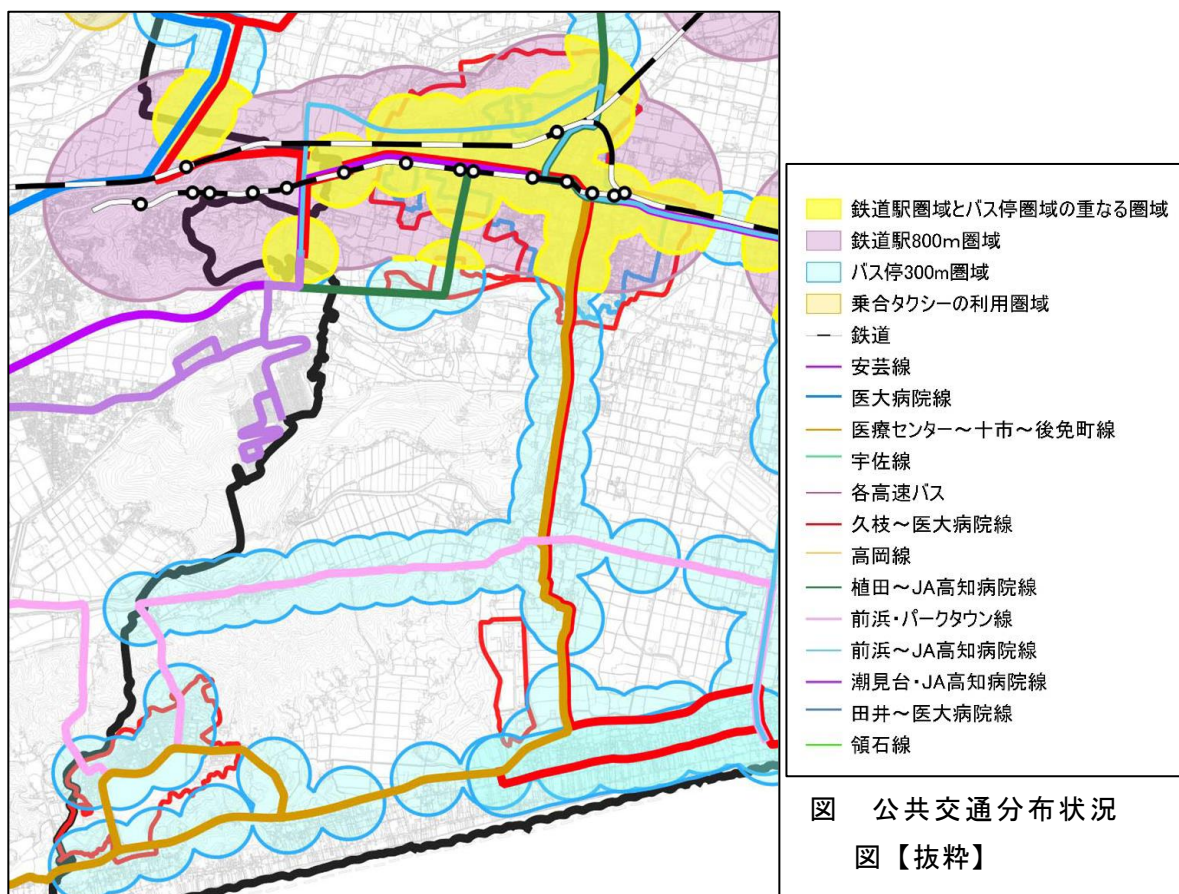 鉄道駅圏域とバス停圏域の重なる圏域
鉄道駅800m圏域
バス停300m圏域
乗合タクシーの利用圏域
鉄道
安芸線
医大病院線
医療センター～十市～後免町線
宇佐線
各高速バス
久枝～医大病院線
高岡線
植田～JA高知病院線
前浜・パークタウン線
前浜～JA高知病院線
潮見台・JA高知病院線
田井～医大病院線
領石線
図 公共交通分布状況
図【抜粋】